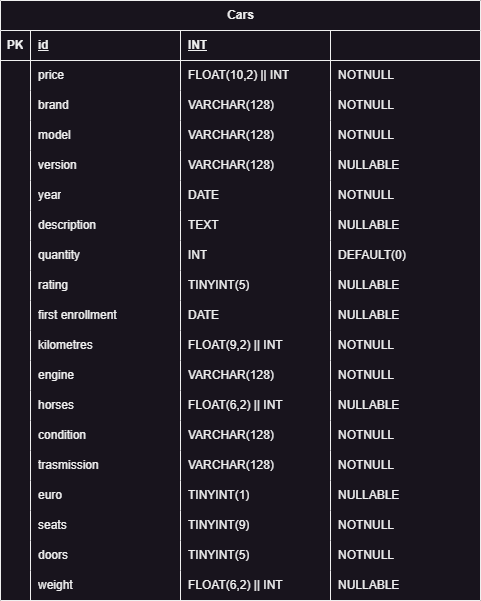 Cars
PK id INT
price FLOAT(10,2) || INT NOTNULL
brand VARCHAR(128) NOTNULL
model VARCHAR(128) NOTNULL
version VARCHAR(128) NULLABLE
year DATE NOTNULL
description TEXT NULLABLE
quantity INT DEFAULT(0)
rating TINYINT(5) NULLABLE
first enrollment DATE NULLABLE
kilometres FLOAT(9,2) || INT NOTNULL
engine VARCHAR(128) NOTNULL
horses FLOAT(6,2) || INT NULLABLE
condition VARCHAR(128) NOTNULL
trasmission VARCHAR(128) NOTNULL
euro TINYINT(1) NULLABLE
seats TINYINT(9) NOTNULL
doors TINYINT(5) NOTNULL
weight FLOAT(6,2) || INT NULLABLE